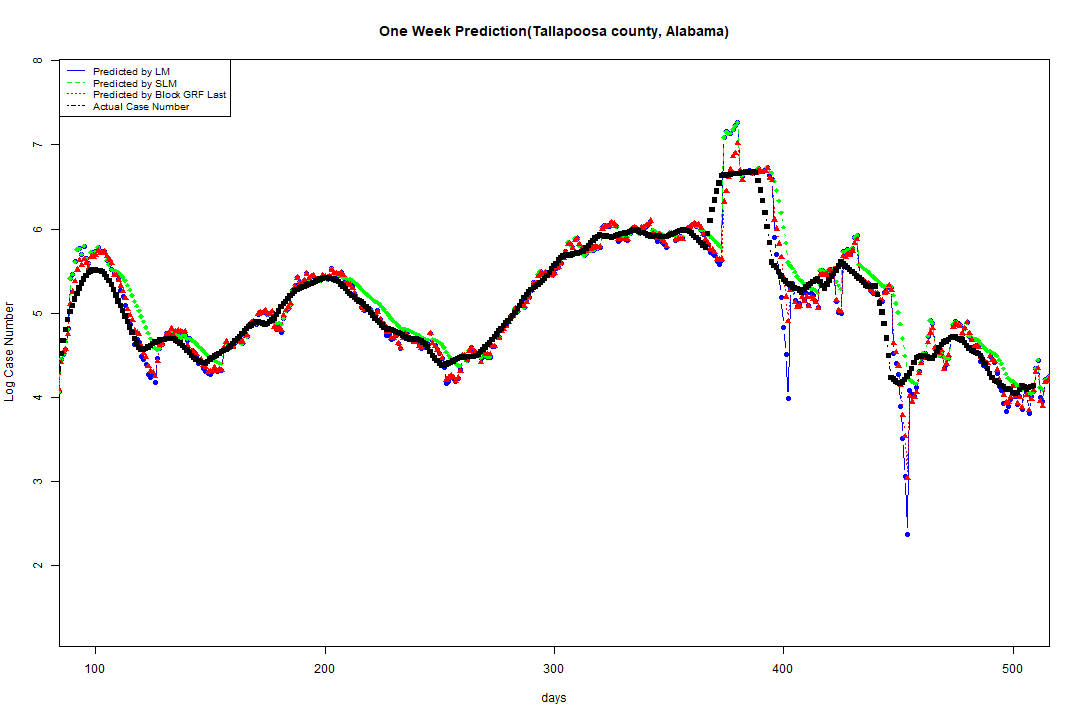 One Week Prediction(Tallapoosa county, Alabama)
Predicted by LM
Predicted by SLM
Predicted by Block GRF Last
Actual Case Number
Log Case Number
8
7
6
5
4
3
2
100 200 300 400 500
days